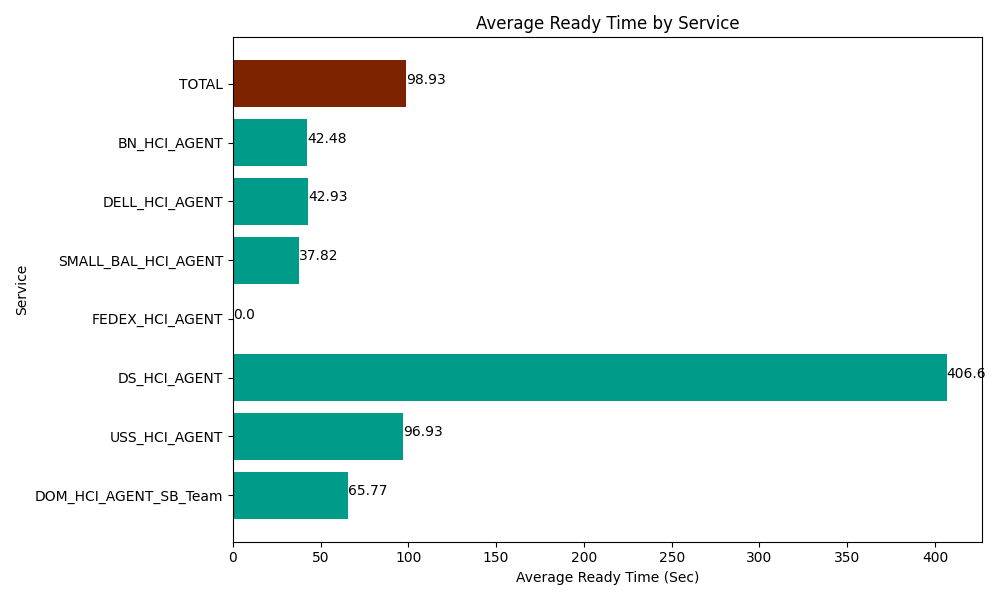 Average Ready Time by Service
TOTAL
98.93
BN_HCI_AGENT
42.48
DELL_HCI_AGENT
42.93
SMALL_BAL_HCI_AGENT
37.82
FEDEX_HCI_AGENT
0.0
DS_HCI_AGENT
406.6
USS_HCI_AGENT
96.93
DOM_HCI_AGENT_SB_Team
65.77
Service
0 50 100 150 200 250 300 350 400
Average Ready Time (Sec)